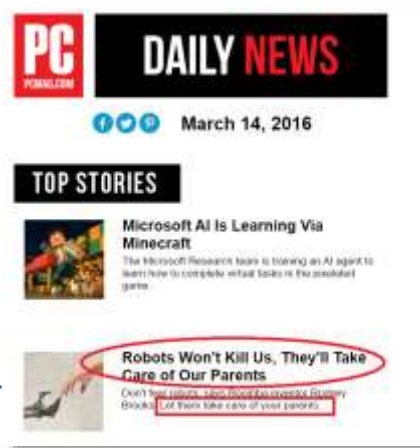 PC
PCMAG.COM
DAILY NEWS
March 14, 2016
TOP STORIES
Microsoft AI Is Learning Via
Minecraft
The Microsoft Research team is training an AI agent to
learn how to complete virtual tasks in the pixelated
game.
Robots Won't Kill Us, They'll Take
Care of Our Parents
Don't fear robots, says Roomba inventor Rodney
Brooks. Let them take care of your parents.